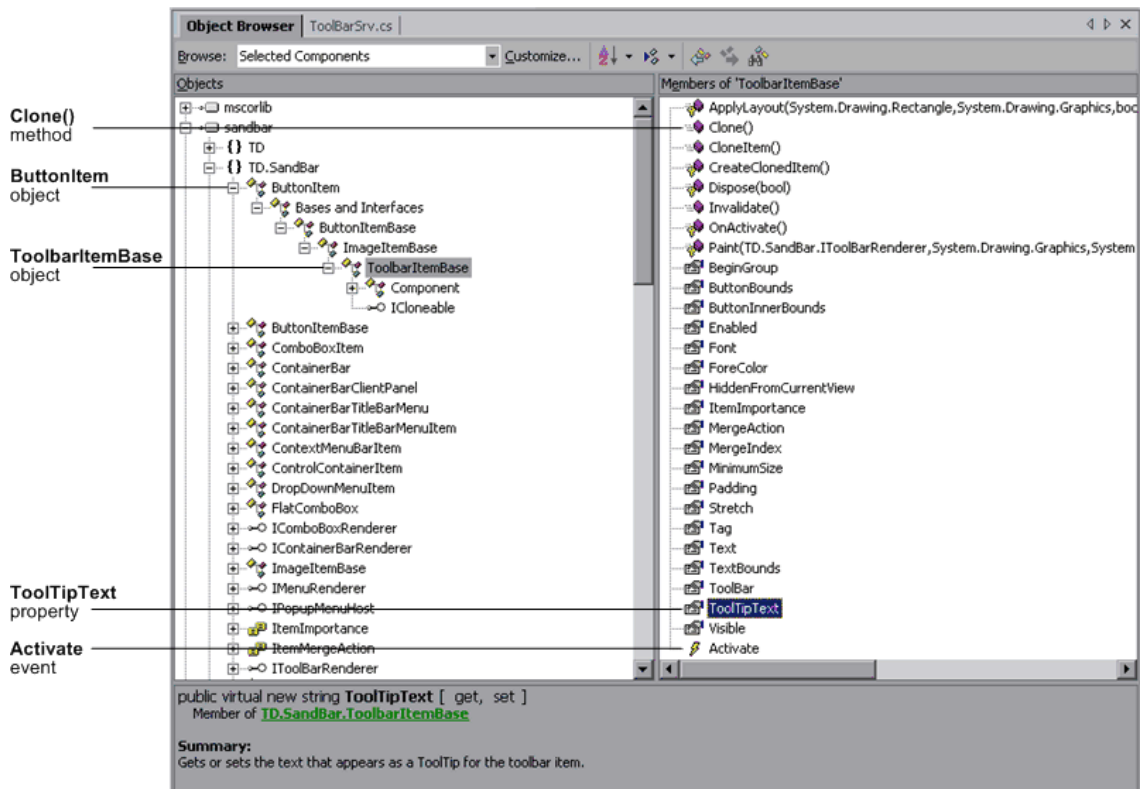 Object Browser ToolBarSrv.cs
Browse: Selected Components Customize...
Objects
Members of 'ToolbarItemBase'
Clone()
method
ButtonItem
object
ToolbarItemBase
object
ToolTipText
property
Activate
event
mscorlib
sandbar
{} TD
{} TD.SandBar
ButtonItem
Bases and Interfaces
ButtonItemBase
ImageItemBase
ToolbarItemBase
Component
ICloneable
ButtonItemBase
ComboBoxItem
ContainerBar
ContainerBarClientPanel
ContainerBarTitleBarMenu
ContainerBarTitleBarMenuItem
ContextMenuBarItem
ControlContainerItem
DropDownMenuItem
FlatComboBox
IComboBoxRenderer
IContainerBarRenderer
ImageItemBase
IMenuRenderer
IPopupMenuHost
ItemImportance
ItemMergeAction
IToolBarRenderer
ApplyLayout(System.Drawing.Rectangle,System.Drawing.Graphics,boo
Clone()
CloneItem()
CreateClonedItem()
Dispose(bool)
Invalidate()
OnActivate()
Paint(TD.SandBar.IToolBarRenderer,System.Drawing.Graphics,System
BeginGroup
ButtonBounds
ButtonInnerBounds
Enabled
Font
ForeColor
HiddenFromCurrentView
ItemImportance
MergeAction
MergeIndex
MinimumSize
Padding
Stretch
Tag
Text
TextBounds
ToolBar
ToolTipText
Visible
Activate
public virtual new string ToolTipText [ get, set ]
Member of TD.SandBar.ToolbarItemBase
Summary:
Gets or sets the text that appears as a ToolTip for the toolbar item.